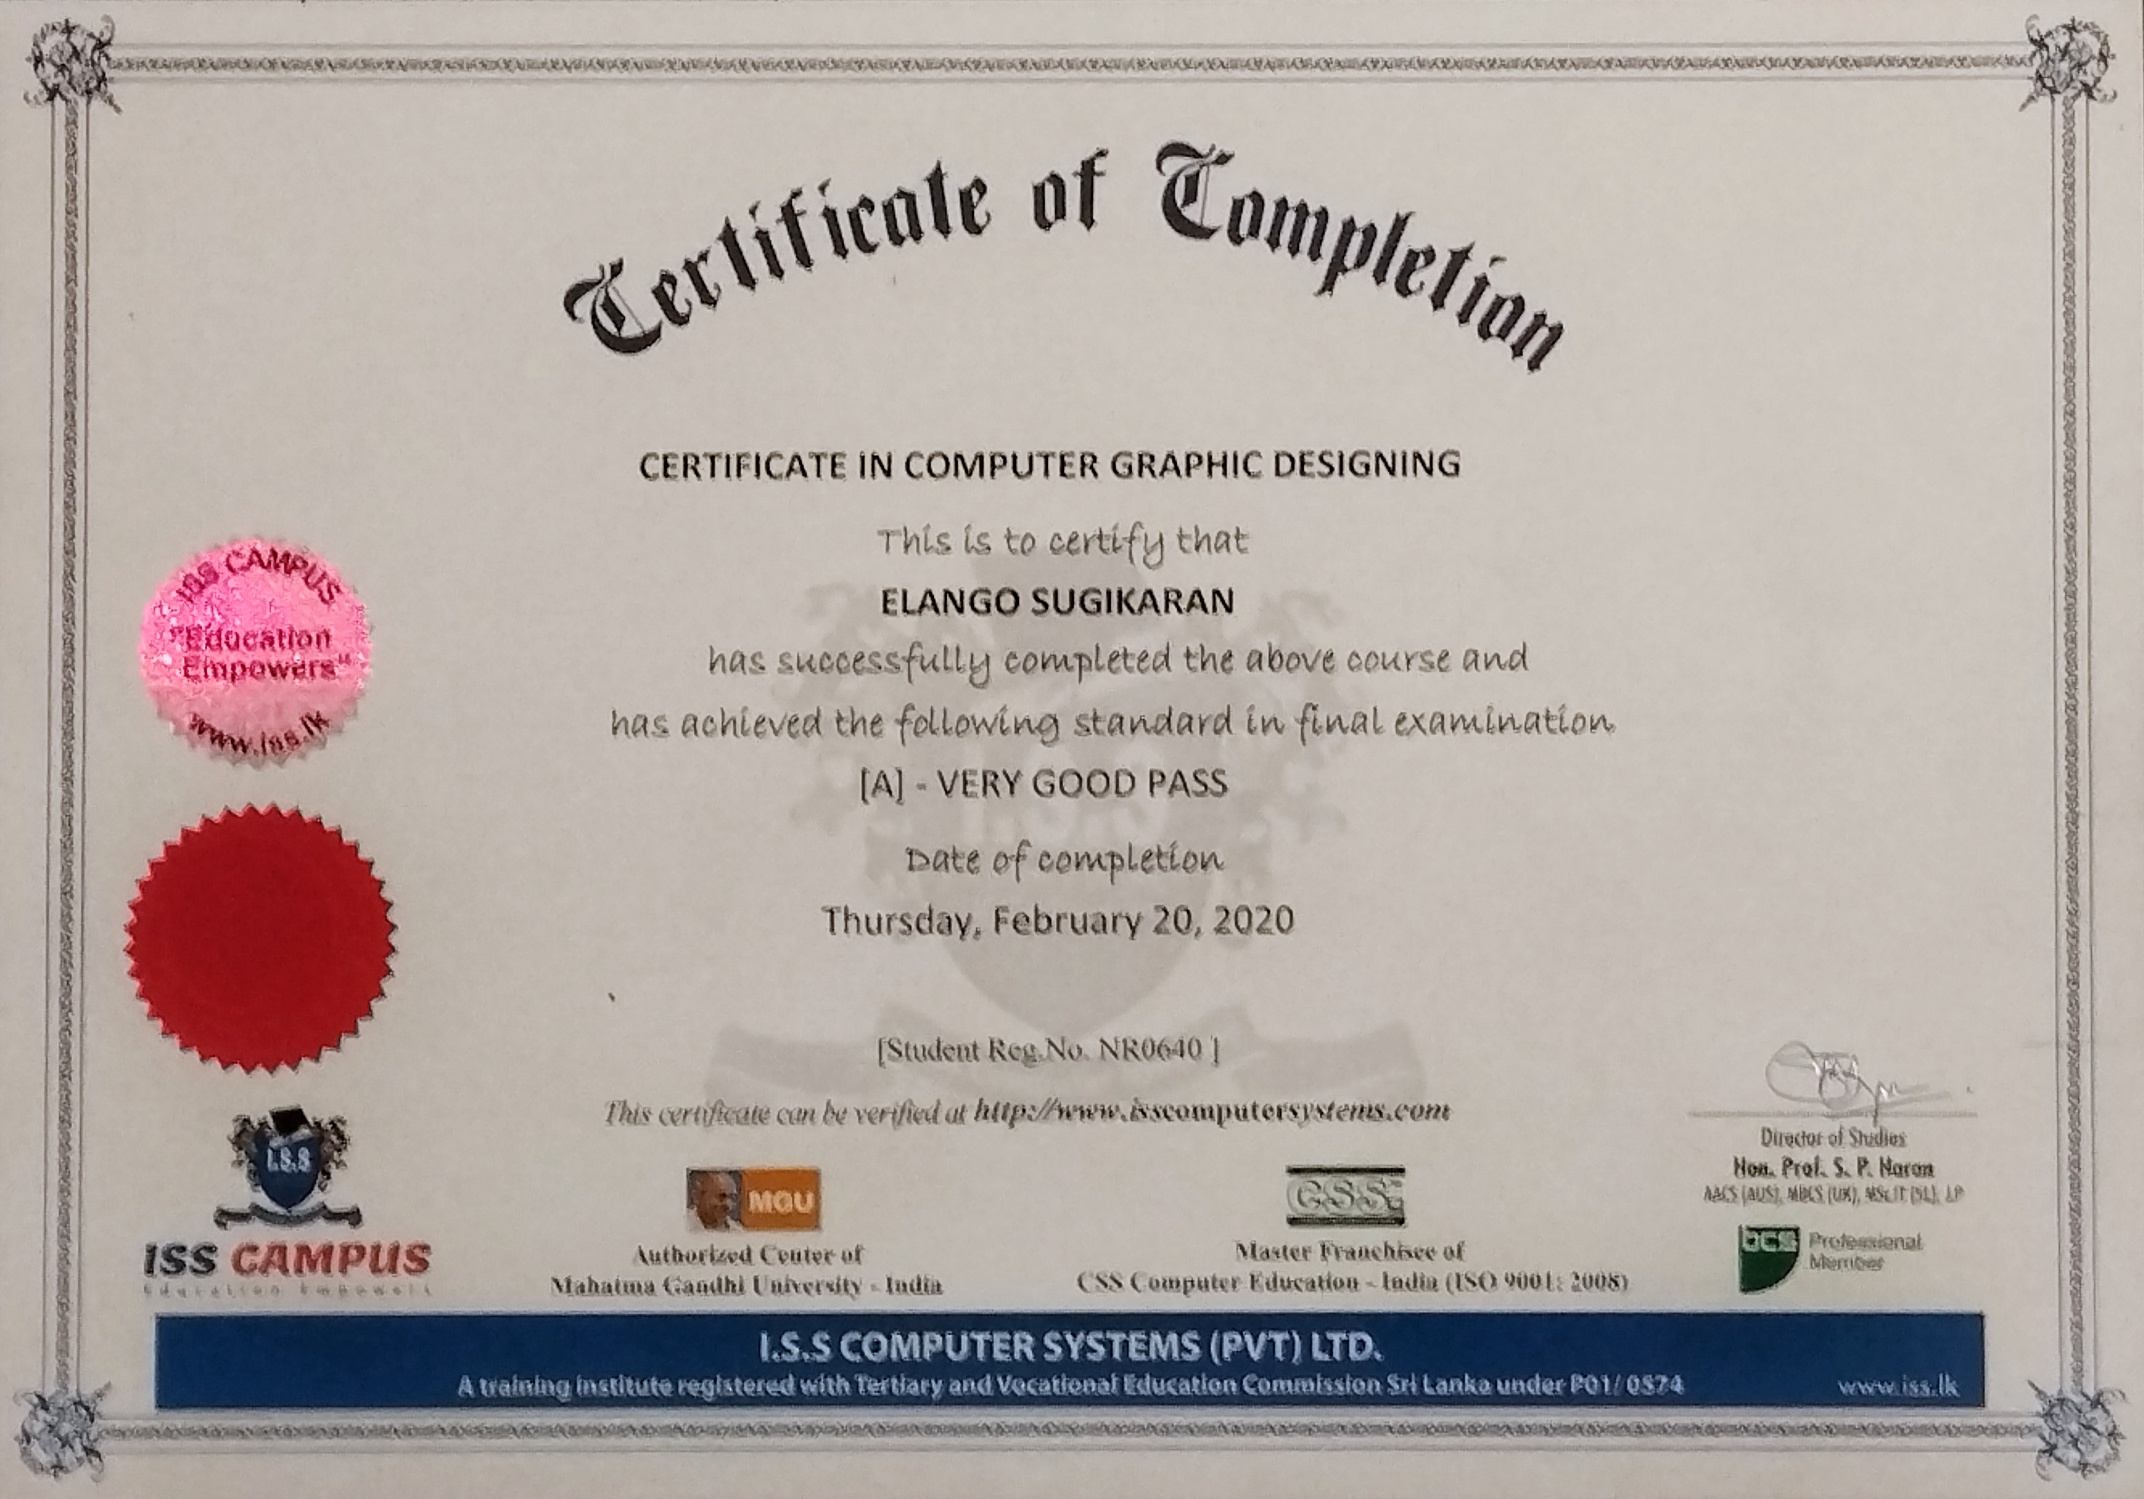 Certificate of Completion
CERTIFICATE IN COMPUTER GRAPHIC DESIGNING
This is to certify that
ELANGO SUGIKARAN
has successfully completed the above course and
has achieved the following standard in final examination
[A] - VERY GOOD PASS
Date of completion
Thursday, February 20, 2020
ISS CAMPUS
"Education
Empowers"
www.iss.lk
[Student Reg.No. NR0640 ]
This certificate can be verified at http://www.isscomputersystems.com
Director of Studies
Hon. Prof. S. P. Naran
AACS (AUS), MBCS (UK), MSc.IT (SL), LP
bcs Professional
Member
I.S.S
ISS CAMPUS
Education Empowers
MGU
Authorized Center of
Mahatma Gandhi University - India
CSS
Master Franchisee of
CSS Computer Education - India (ISO 9001: 2008)
I.S.S COMPUTER SYSTEMS (PVT) LTD.
A training institute registered with Tertiary and Vocational Education Commission Sri Lanka under P01/ 0574
www.iss.lk